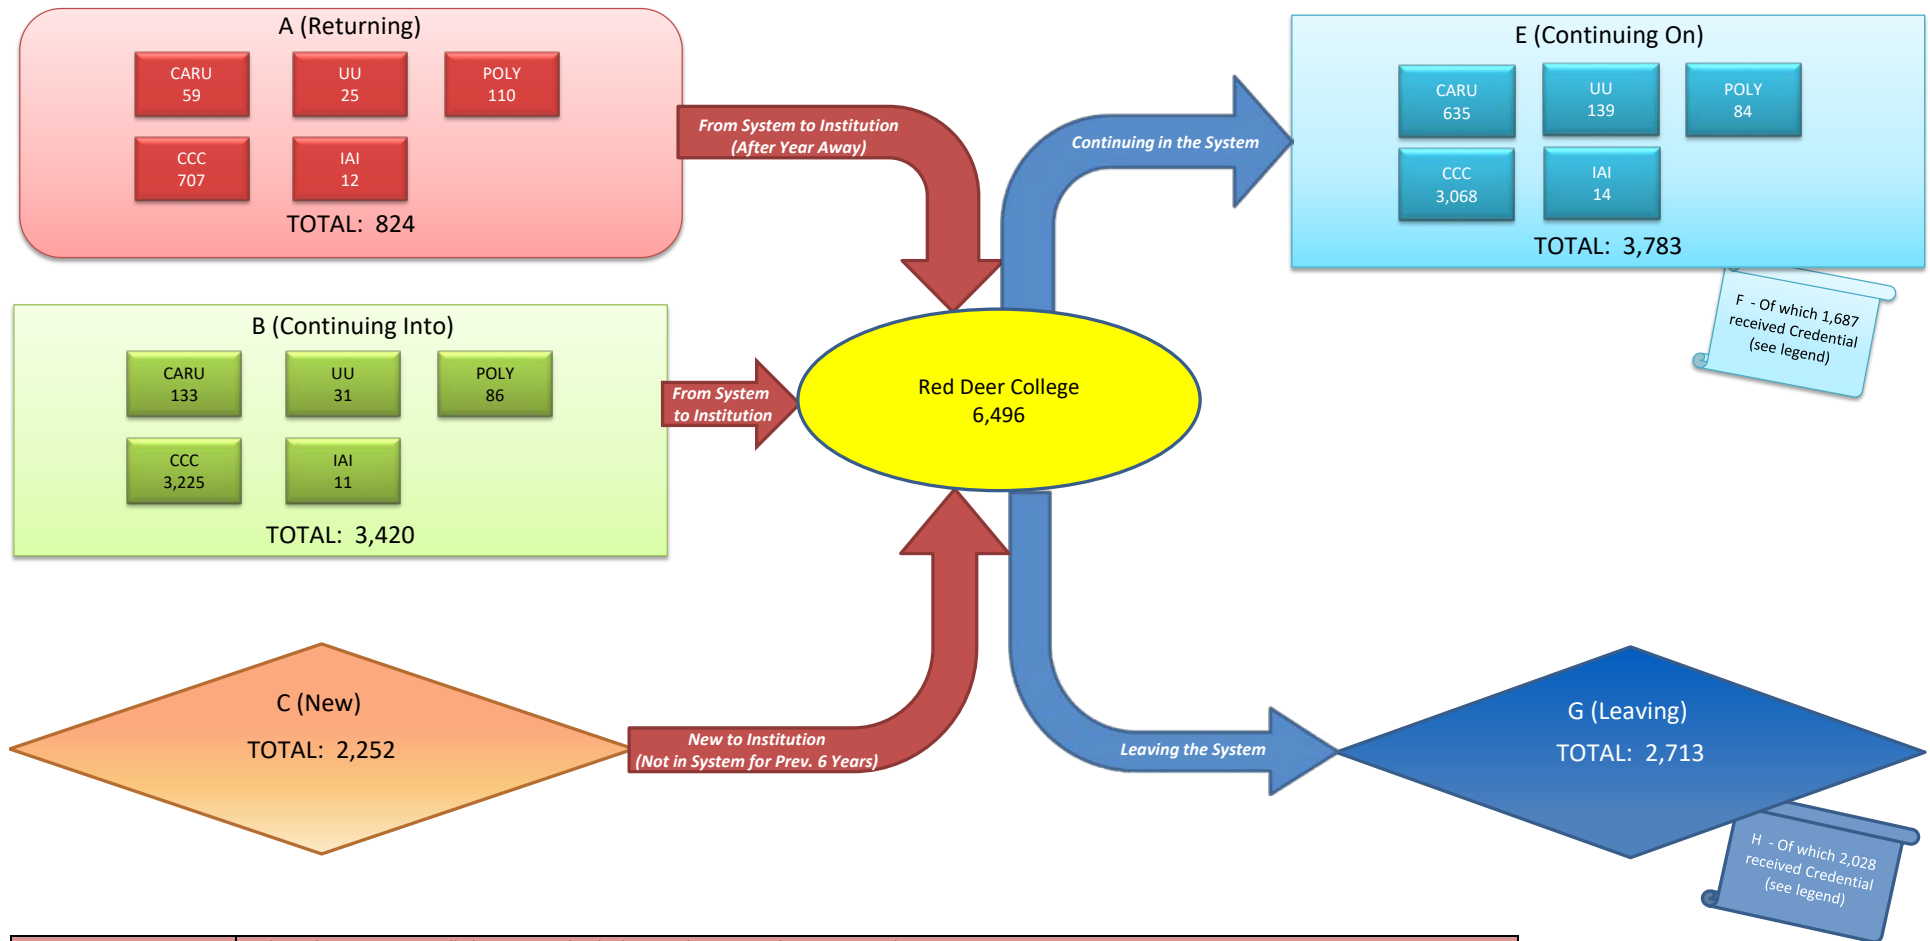 A (Returning)
CARU
59
UU
25
POLY
110
CCC
707
IAI
12
TOTAL: 824
From System to Institution
(After Year Away)
B (Continuing Into)
CARU
133
UU
31
POLY
86
CCC
3,225
IAI
11
TOTAL: 3,420
From System
to Institution
C (New)
TOTAL: 2,252
New to Institution
(Not in System for Prev. 6 Years)
Red Deer College
6,496
Continuing in the System
E (Continuing On)
CARU
635
UU
139
POLY
84
CCC
3,068
IAI
14
TOTAL: 3,783
F - Of which 1,687
received Credential
(see legend)
Leaving the System
G (Leaving)
TOTAL: 2,713
H - Of which 2,028
received Credential
(see legend)